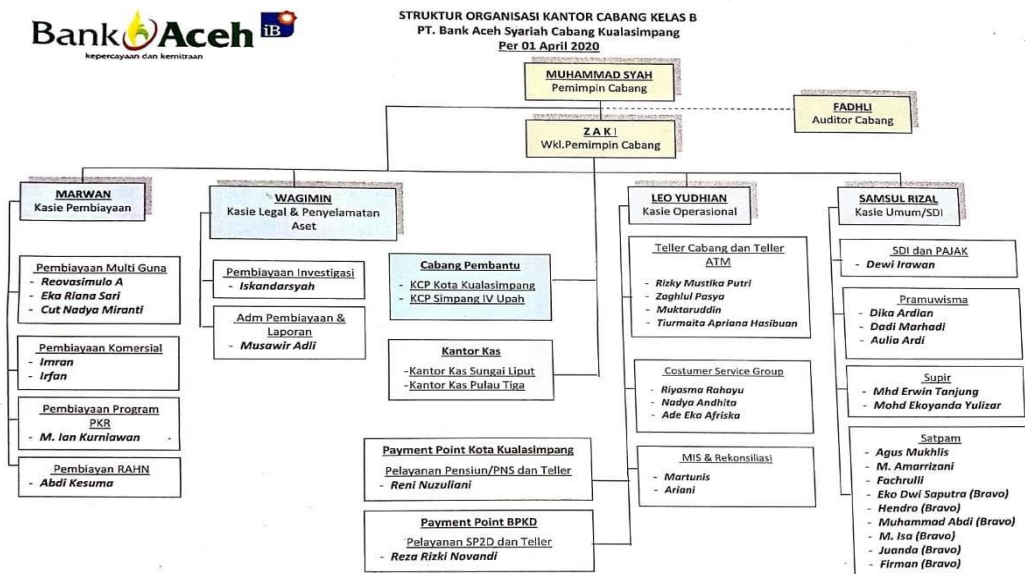 Bank Aceh iB
kepercayaan dan kemitraan
STRUKTUR ORGANISASI KANTOR CABANG KELAS B
PT. Bank Aceh Syariah Cabang Kualasimpang
Per 01 April 2020
MUHAMMAD SYAH
Pemimpin Cabang
FADHLI
Auditor Cabang
Z A K I
Wkl.Pemimpin Cabang
MARWAN
Kasie Pembiayaan
WAGIMIN
Kasie Legal & Penyelamatan
Aset
LEO YUDHIAN
Kasie Operasional
SAMSUL RIZAL
Kasie Umum/SDI
Pembiayaan Multi Guna
- Reovasimulo A
- Eka Riana Sari
- Cut Nadya Miranti
Pembiayaan Komersial
- Imran
- Irfan
Pembiayaan Program
PKR
- M. Ian Kurniawan -
Pembiayan RAHN
- Abdi Kesuma
Pembiayaan Investigasi
- Iskandarsyah
Adm Pembiayaan &
Laporan
- Musawir Adli
Cabang Pembantu
- KCP Kota Kualasimpang
- KCP Simpang IV Upah
Kantor Kas
-Kantor Kas Sungai Liput
-Kantor Kas Pulau Tiga
Payment Point Kota Kualasimpang
Pelayanan Pensiun/PNS dan Teller
- Reni Nuzuliani
Payment Point BPKD
Pelayanan SP2D dan Teller
- Reza Rizki Novandi
Teller Cabang dan Teller
ATM
- Rizky Mustika Putri
- Zaghlul Pasya
- Muktaruddin
- Tiurmaita Apriana Hasibuan
Costumer Service Group
- Riyasma Rahayu
- Nadya Andhita
- Ade Eka Afriska
MIS & Rekonsiliasi
- Martunis
- Ariani
SDI dan PAJAK
- Dewi Irawan
Pramuwisma
- Dika Ardian
- Dadi Marhadi
- Aulia Ardi
Supir
- Mhd Erwin Tanjung
- Mohd Ekoyanda Yulizar
Satpam
- Agus Mukhlis
- M. Amarrizani
- Fachrulli
- Eko Dwi Saputra (Bravo)
- Hendro (Bravo)
- Muhammad Abdi (Bravo)
- M. Isa (Bravo)
- Juanda (Bravo)
- Firman (Bravo)